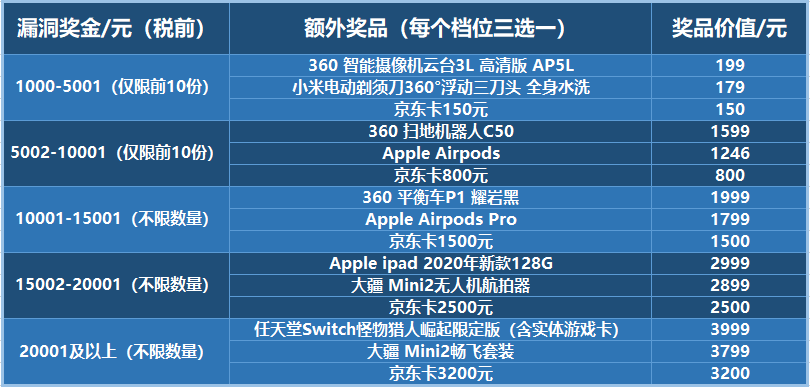 漏洞奖金/元（税前） 额外奖品（每个档位三选一） 奖品价值/元
1000-5001（仅限前10份） 360 智能摄像机云台3L 高清版 AP5L 199
小米电动剃须刀360°浮动三刀头 全身水洗 179
京东卡150元 150
5002-10001（仅限前10份） 360 扫地机器人C50 1599
Apple Airpods 1246
京东卡800元 800
10001-15001（不限数量） 360 平衡车P1 耀岩黑 1999
Apple Airpods Pro 1799
京东卡1500元 1500
15002-20001（不限数量） Apple ipad 2020年新款128G 2999
大疆 Mini2无人机航拍器 2899
京东卡2500元 2500
20001及以上（不限数量） 任天堂Switch怪物猎人崛起限定版（含实体游戏卡） 3999
大疆 Mini2畅飞套装 3799
京东卡3200元 3200